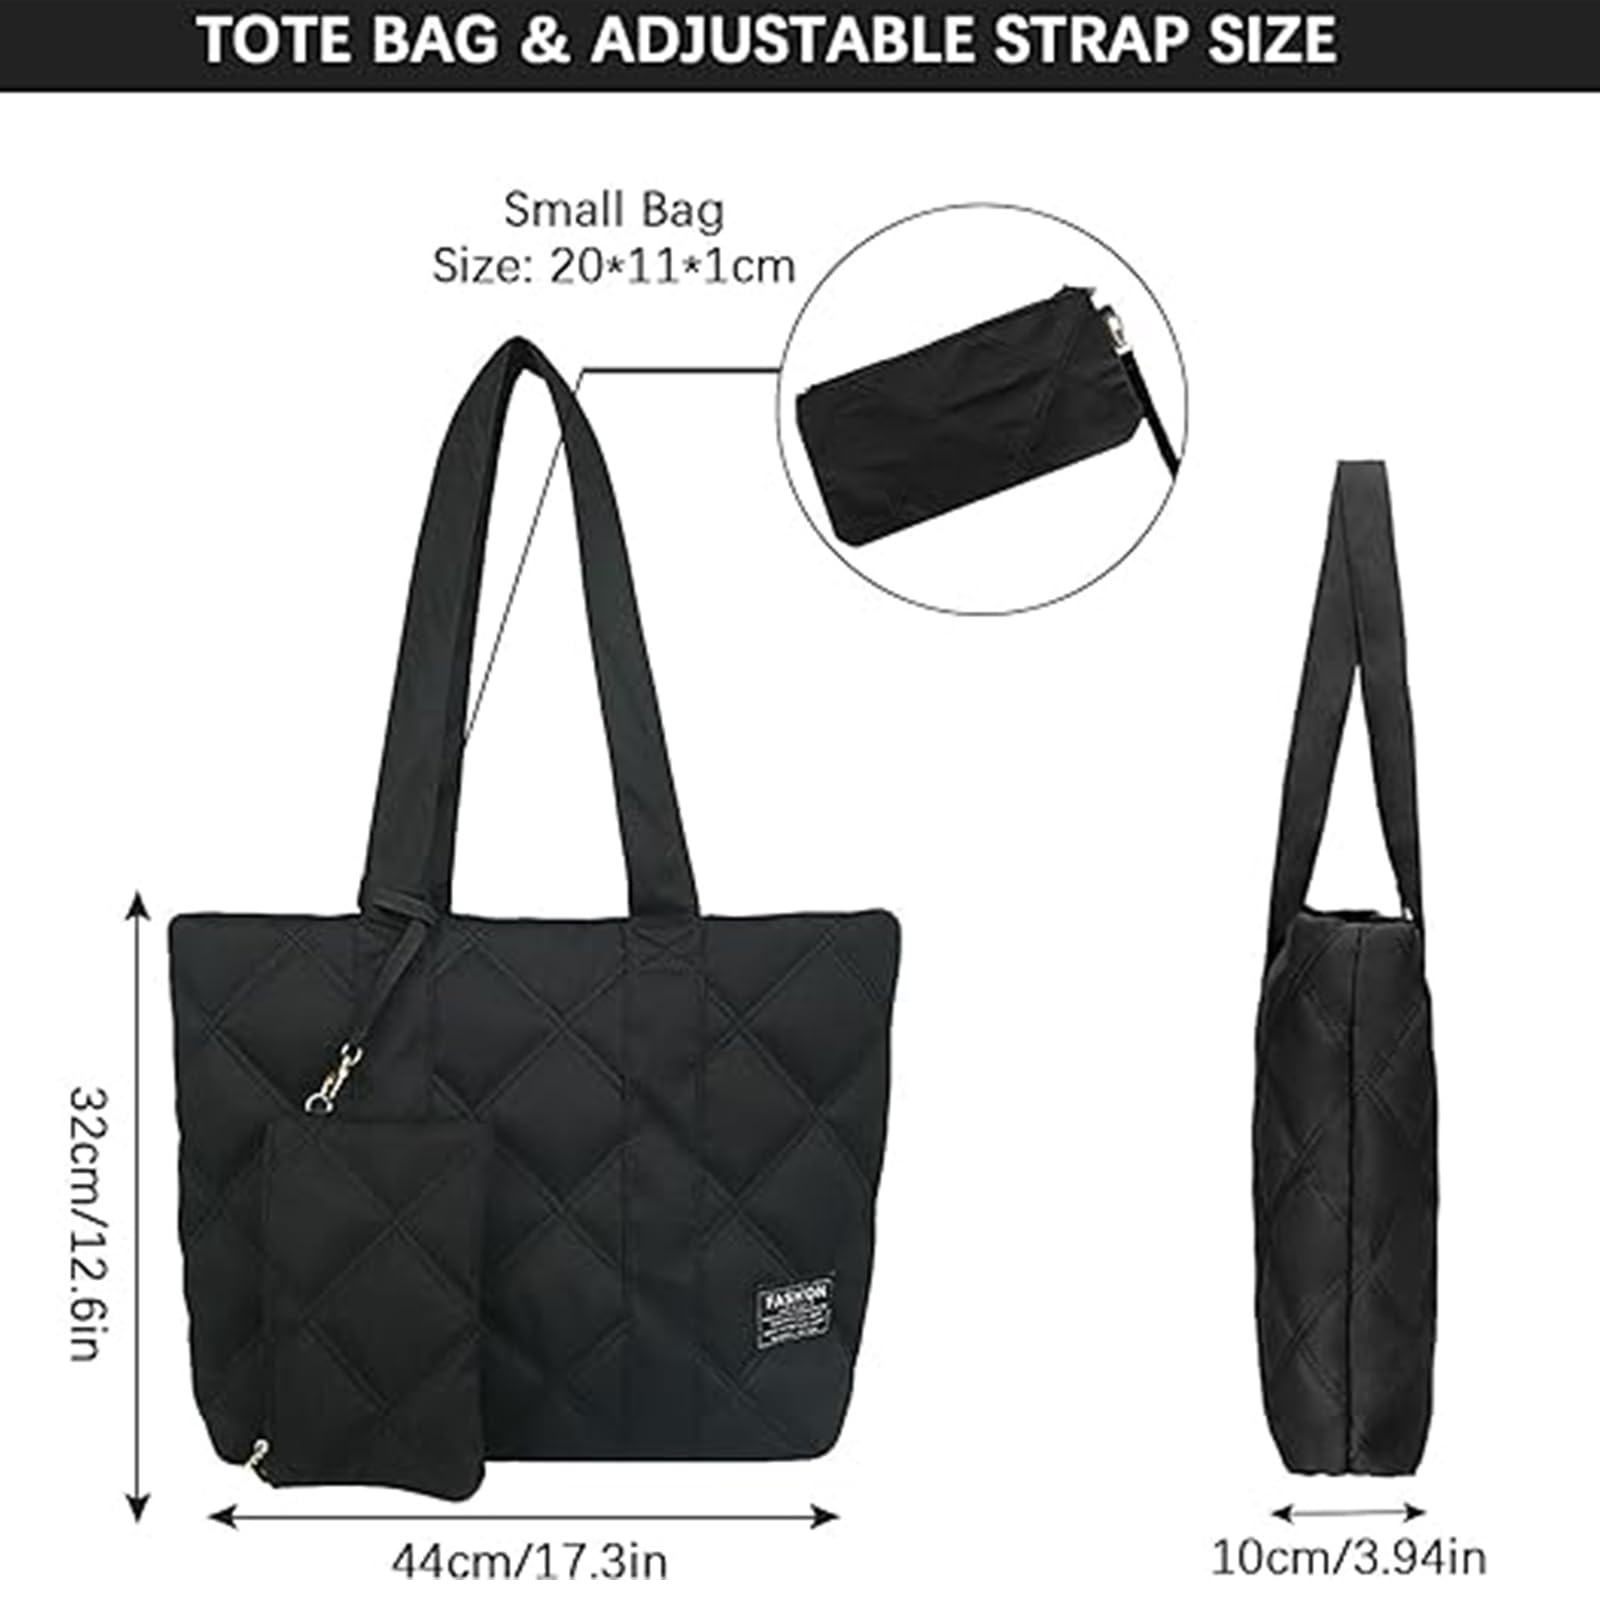 TOTE BAG & ADJUSTABLE STRAP SIZE
Small Bag
Size: 20*11*1cm
32cm/12.6in
FASHION
44cm/17.3in
10cm/3.94in